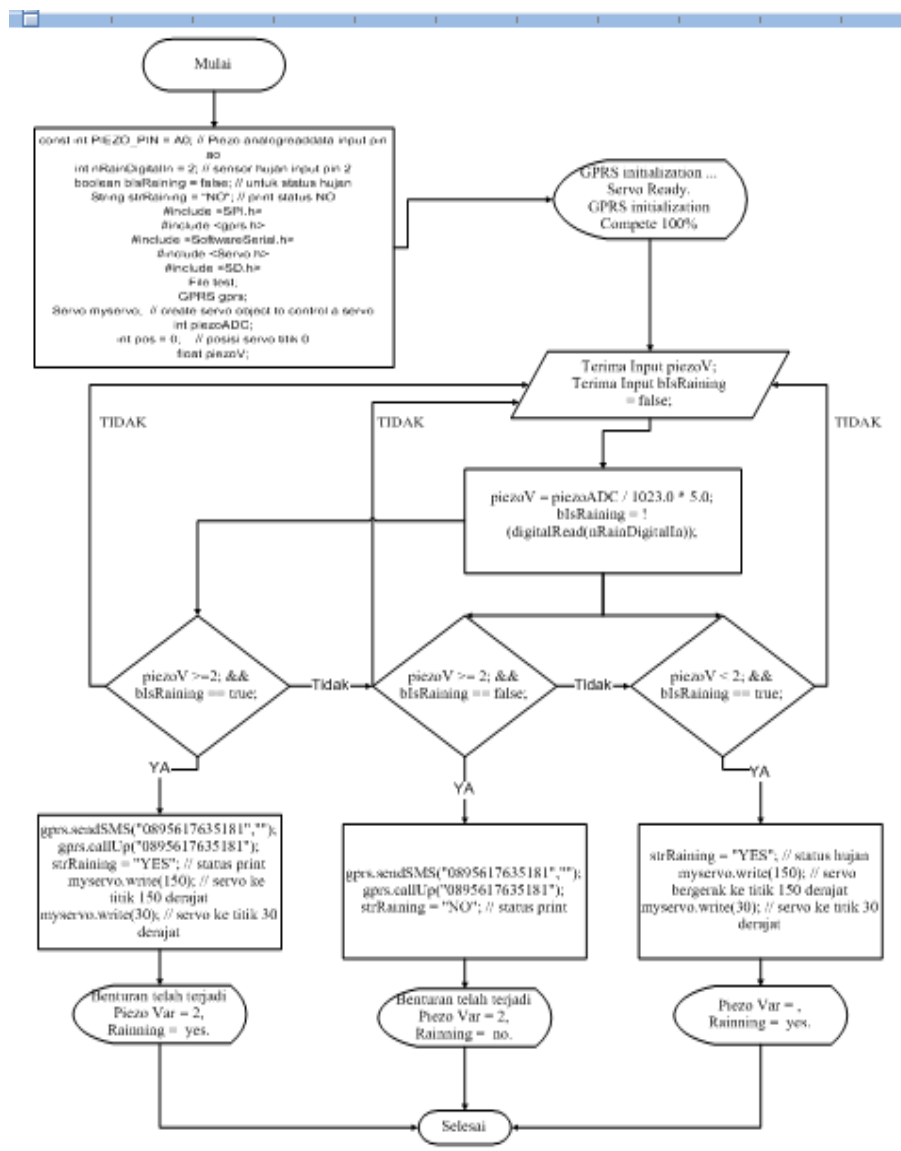 Mulai
const int PIEZO_PIN = A0; // Piezo analogreaddata input pin
ao
int nRainDigitalIn = 2; // sensor hujan input pin 2
boolean bIsRaining = false; // untuk status hujan
String strRaining = "NO"; // print status NO
#include <SPI.h>
#include <gprs.h>
#include <SoftwareSerial.h>
#include <Servo.h>
#include <SD.h>
File test;
GPRS gprs;
Servo myservo; // create servo object to control a servo
int piezoADC;
int pos = 0; // posisi servo titik 0
float piezoV;
GPRS initialization ...
Servo Ready.
GPRS initialization
Compete 100%
Terima Input piezoV;
Terima Input bIsRaining
= false;
TIDAK
TIDAK
TIDAK
piezoV = piezoADC / 1023.0 * 5.0;
bIsRaining = !
(digitalRead(nRainDigitalIn));
piezoV >=2; &&
bIsRaining == true;
Tidak
piezoV >= 2; &&
bIsRaining == false;
Tidak
piezoV < 2; &&
bIsRaining == true;
YA
YA
YA
gprs.sendSMS("0895617635181","");
gprs.callUp("0895617635181");
strRaining = "YES"; // status print
myservo.write(150); // servo ke
titik 150 derajat
myservo.write(30); // servo ke titik 30
derajat
gprs.sendSMS("0895617635181","");
gprs.callUp("0895617635181");
strRaining = "NO"; // status print
strRaining = "YES"; // status hujan
myservo.write(150); // servo
bergerak ke titik 150 derajat
myservo.write(30); // servo ke titik 30
derajat
Benturan telah terjadi
Piezo Var = 2,
Rainning = yes.
Benturan telah terjadi
Piezo Var = 2,
Rainning = no.
Piezo Var = ,
Rainning = yes.
Selesai